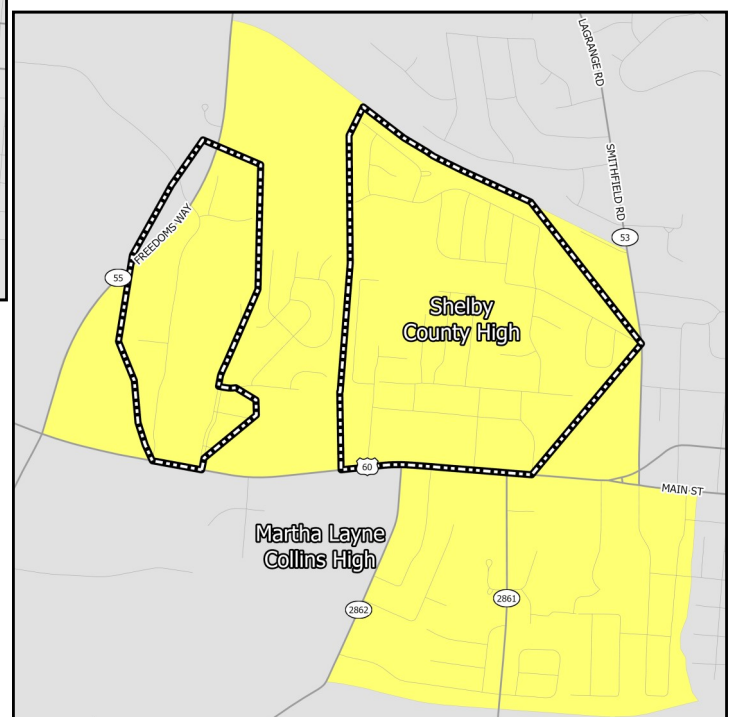 LAGRANGE RD
SMITHFIELD RD
53
FREEDOMS WAY
55
Shelby
County High
60
MAIN ST
Martha Layne
Collins High
2861
2862